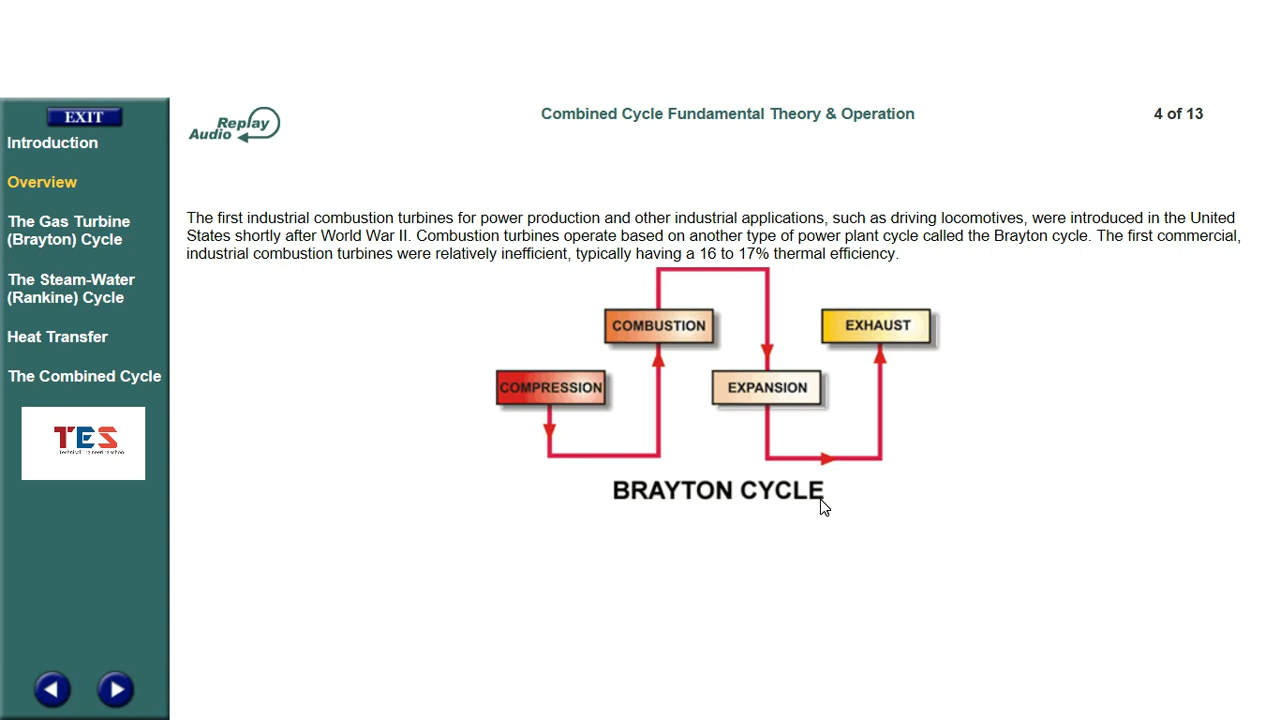 EXIT
Introduction
Overview
The Gas Turbine
(Brayton) Cycle
The Steam-Water
(Rankine) Cycle
Heat Transfer
The Combined Cycle
TES
Technical Engineering school
Replay
Audio
Combined Cycle Fundamental Theory & Operation
4 of 13
The first industrial combustion turbines for power production and other industrial applications, such as driving locomotives, were introduced in the United
States shortly after World War II. Combustion turbines operate based on another type of power plant cycle called the Brayton cycle. The first commercial,
industrial combustion turbines were relatively inefficient, typically having a 16 to 17% thermal efficiency.
COMBUSTION
EXHAUST
COMPRESSION
EXPANSION
BRAYTON CYCLE